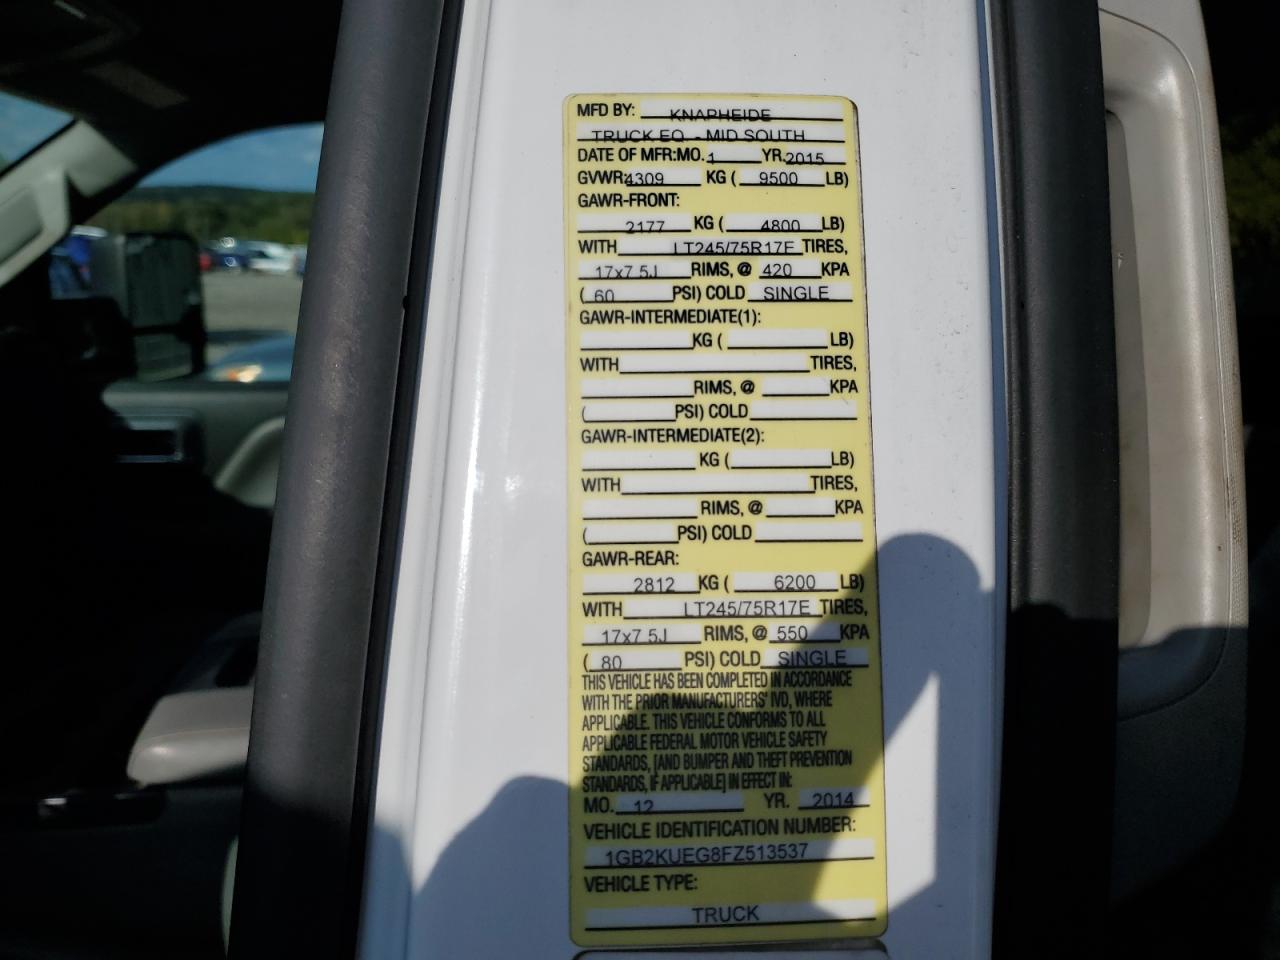 MFD BY: KNAPHEIDE
TRUCK EQ. - MID SOUTH
DATE OF MFR:MO. 1 YR. 2015
GVWR: 4309 KG ( 9500 LB)
GAWR-FRONT:
2177 KG ( 4800 LB)
WITH LT245/75R17E TIRES,
17x7.5J RIMS, @ 420 KPA
( 60 PSI) COLD SINGLE
GAWR-INTERMEDIATE(1):
KG ( LB)
WITH TIRES,
RIMS, @ KPA
( PSI) COLD
GAWR-INTERMEDIATE(2):
KG ( LB)
WITH TIRES,
RIMS, @ KPA
( PSI) COLD
GAWR-REAR:
2812 KG ( 6200 LB)
WITH LT245/75R17E TIRES,
17x7.5J RIMS, @ 550 KPA
( 80 PSI) COLD SINGLE
THIS VEHICLE HAS BEEN COMPLETED IN ACCORDANCE
WITH THE PRIOR MANUFACTURERS' IVD, WHERE
APPLICABLE. THIS VEHICLE CONFORMS TO ALL
APPLICABLE FEDERAL MOTOR VEHICLE SAFETY
STANDARDS, [AND BUMPER AND THEFT PREVENTION
STANDARDS, IF APPLICABLE] IN EFFECT IN:
MO. 12 YR. 2014
VEHICLE IDENTIFICATION NUMBER:
1GB2KUEG8FZ513537
VEHICLE TYPE:
TRUCK